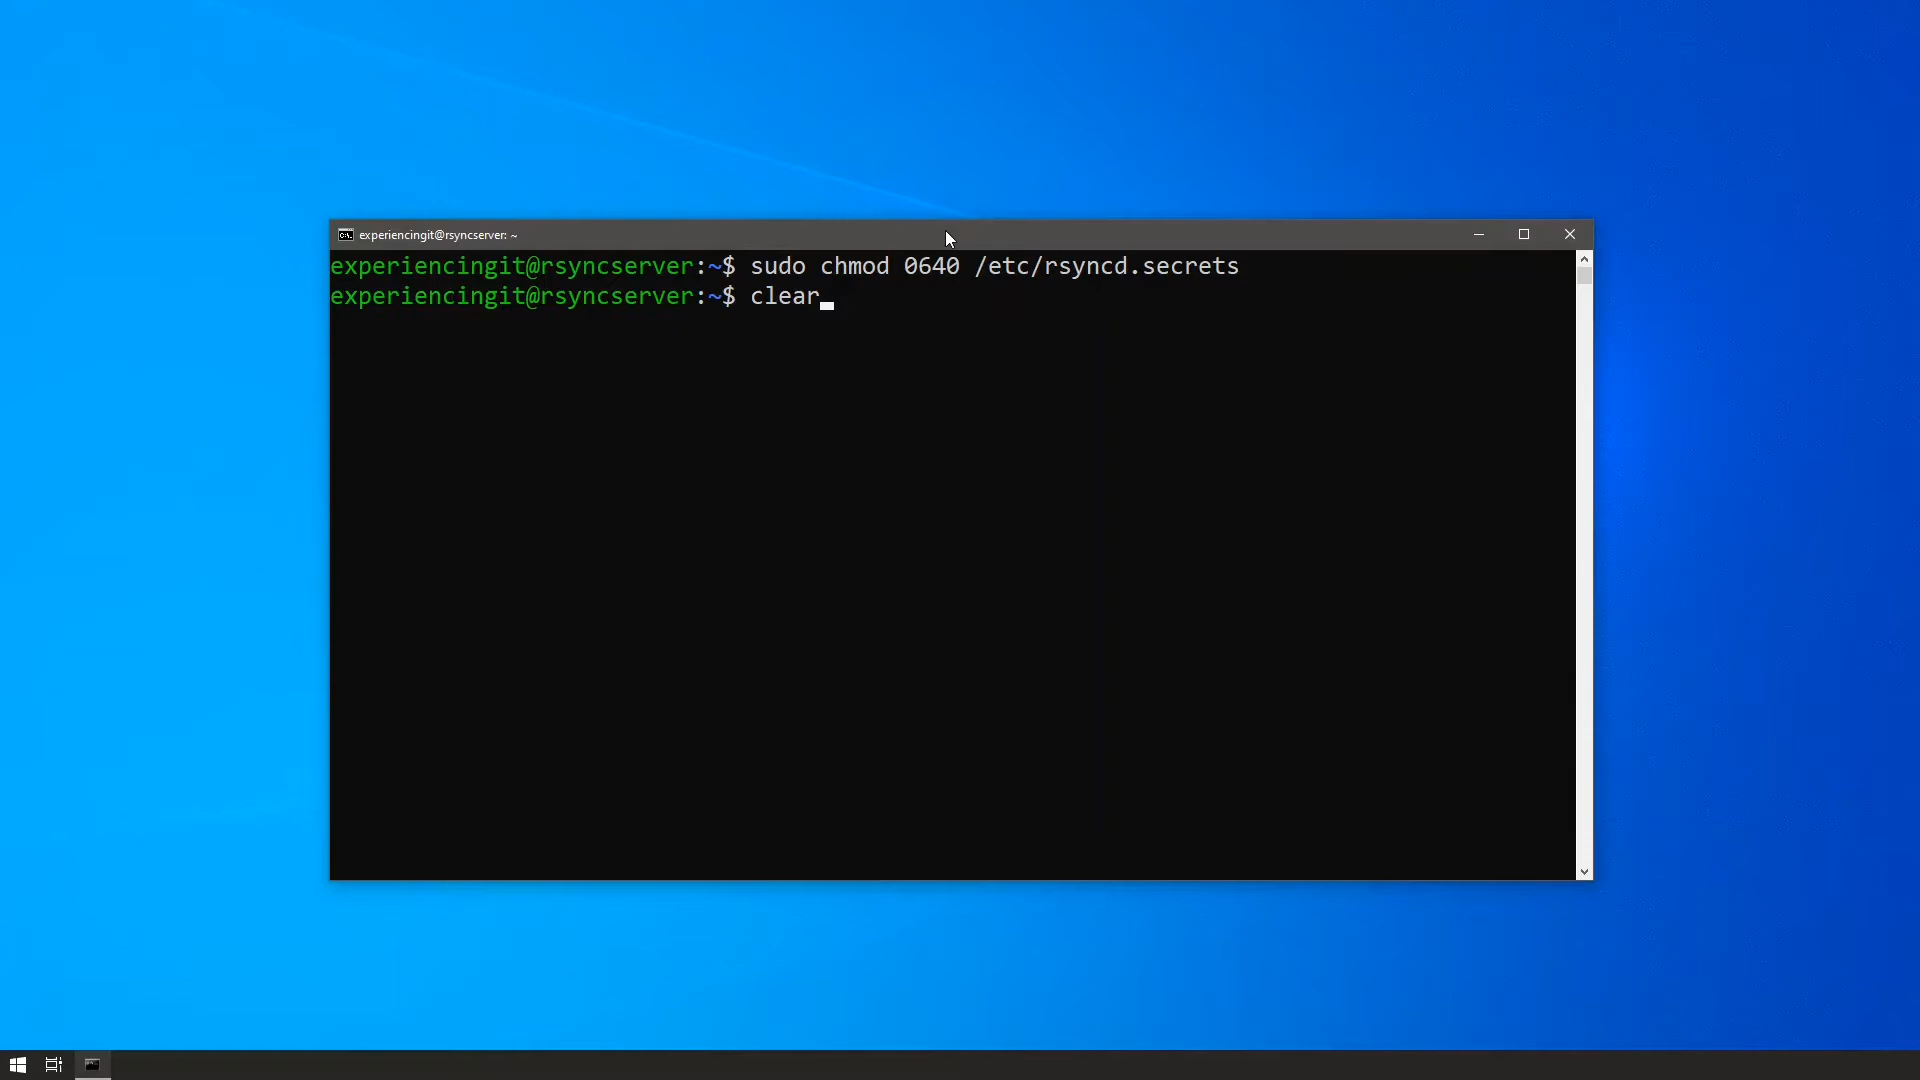 experiencingit@rsyncserver: ~
experiencingit@rsyncserver:~$ sudo chmod 0640 /etc/rsyncd.secrets
experiencingit@rsyncserver:~$ clear